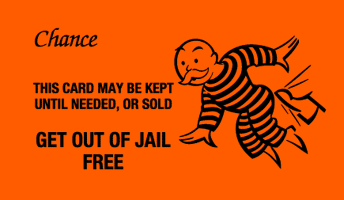 Chance
THIS CARD MAY BE KEPT
UNTIL NEEDED, OR SOLD
GET OUT OF JAIL
FREE